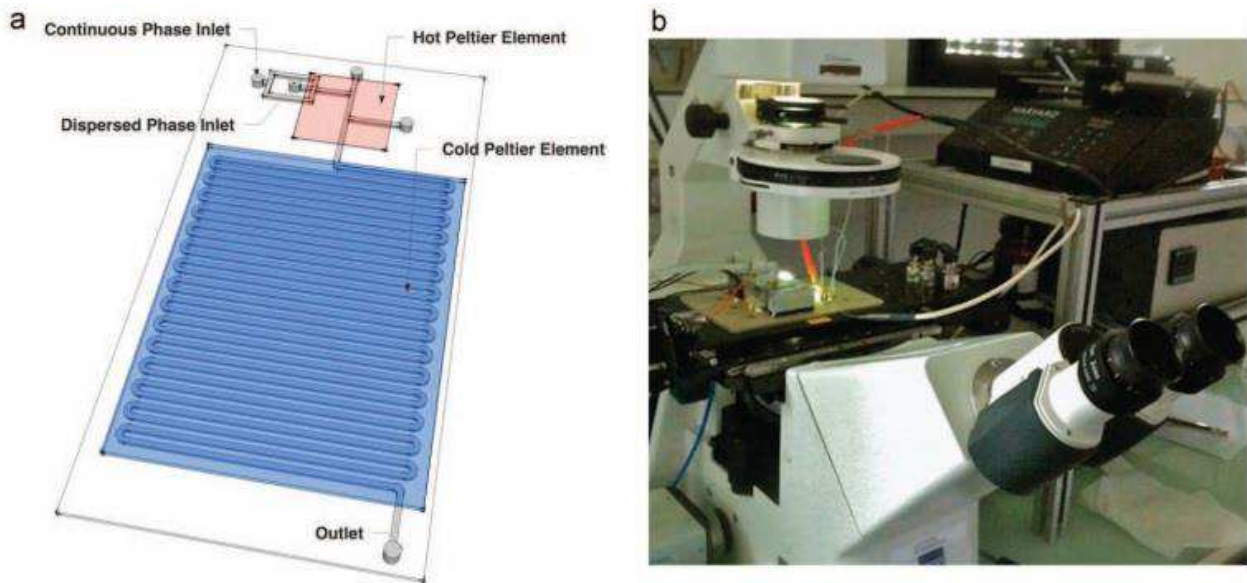 a
Continuous Phase Inlet
Hot Peltier Element
Dispersed Phase Inlet
Cold Peltier Element
Outlet
b